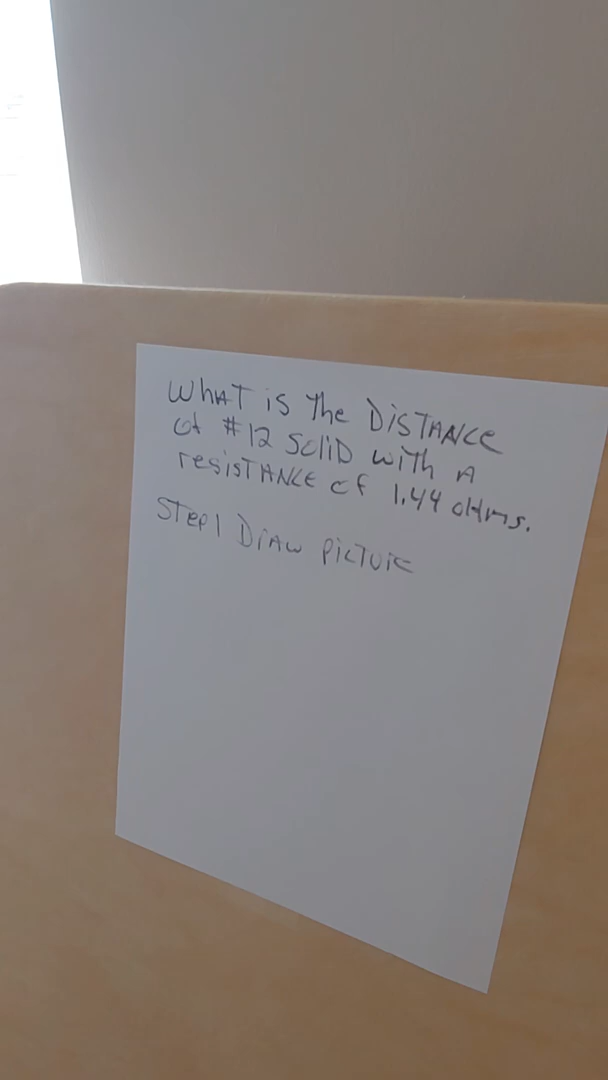 WhAT is The DiSTANCE
of #12 SoliD with A
resisTANCE of 1.44 oHms.
STEP 1 DrAw PicTurE